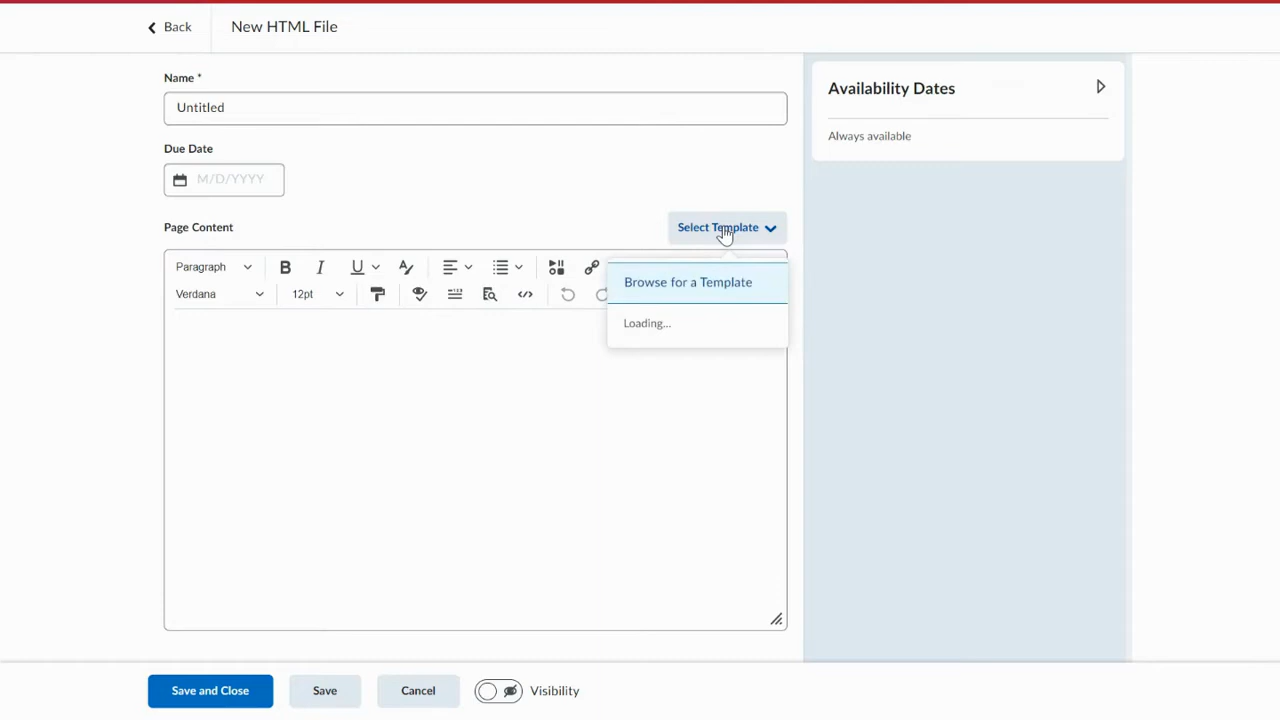 Back
New HTML File
Name *
Untitled
Due Date
M/D/YYYY
Page Content
Select Template
Paragraph
Verdana
12pt
Browse for a Template
Loading...
Availability Dates
Always available
Save and Close
Save
Cancel
Visibility